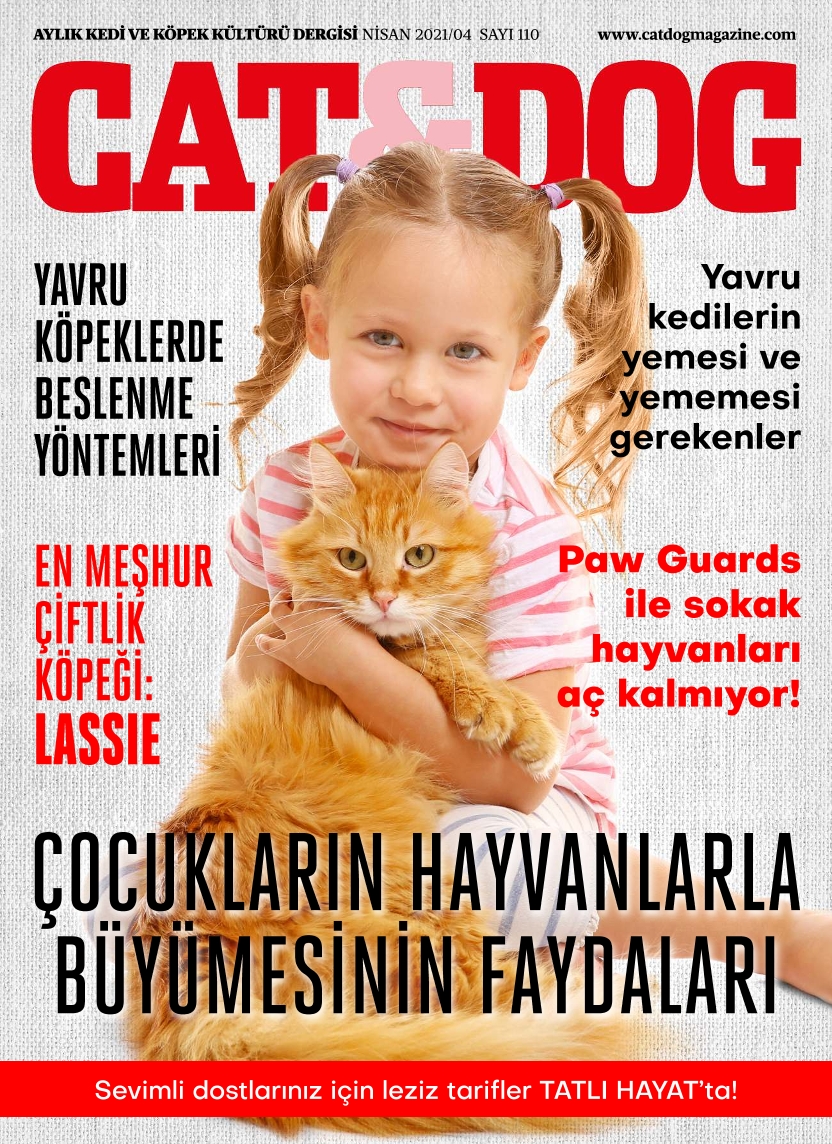 AYLIK KEDİ VE KÖPEK KÜLTÜRÜ DERGİSİ NİSAN 2021/04 SAYI 110
www.catdogmagazine.com
CAT&DOG
YAVRU
KÖPEKLERDE
BESLENME
YÖNTEMLERİ
Yavru
kedilerin
yemesi ve
yememesi
gerekenler
EN MEŞHUR
ÇİFTLİK
KÖPEĞİ:
LASSIE
Paw Guards
ile sokak
hayvanları
aç kalmıyor!
ÇOCUKLARIN HAYVANLARLA
BÜYÜMESİNİN FAYDALARI
Sevimli dostlarınız için leziz tarifler TATLI HAYAT'ta!